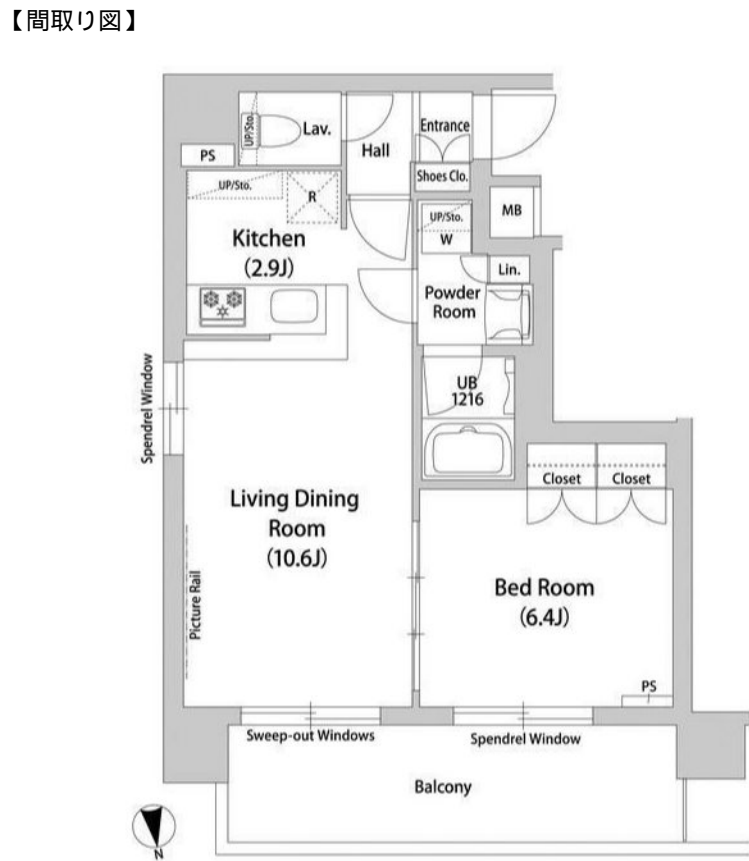 【間取り図】
UP/Sto.
Lav.
Hall
Entrance
PS
Shoes Clo.
UP/Sto.
R
UP/Sto.
W
MB
Kitchen
(2.9J)
Lin.
Powder
Room
UB
1216
Spendrel Window
Closet
Closet
Living Dining
Room
(10.6J)
Bed Room
(6.4J)
Picture Rail
PS
Sweep-out Windows
Spendrel Window
Balcony
N